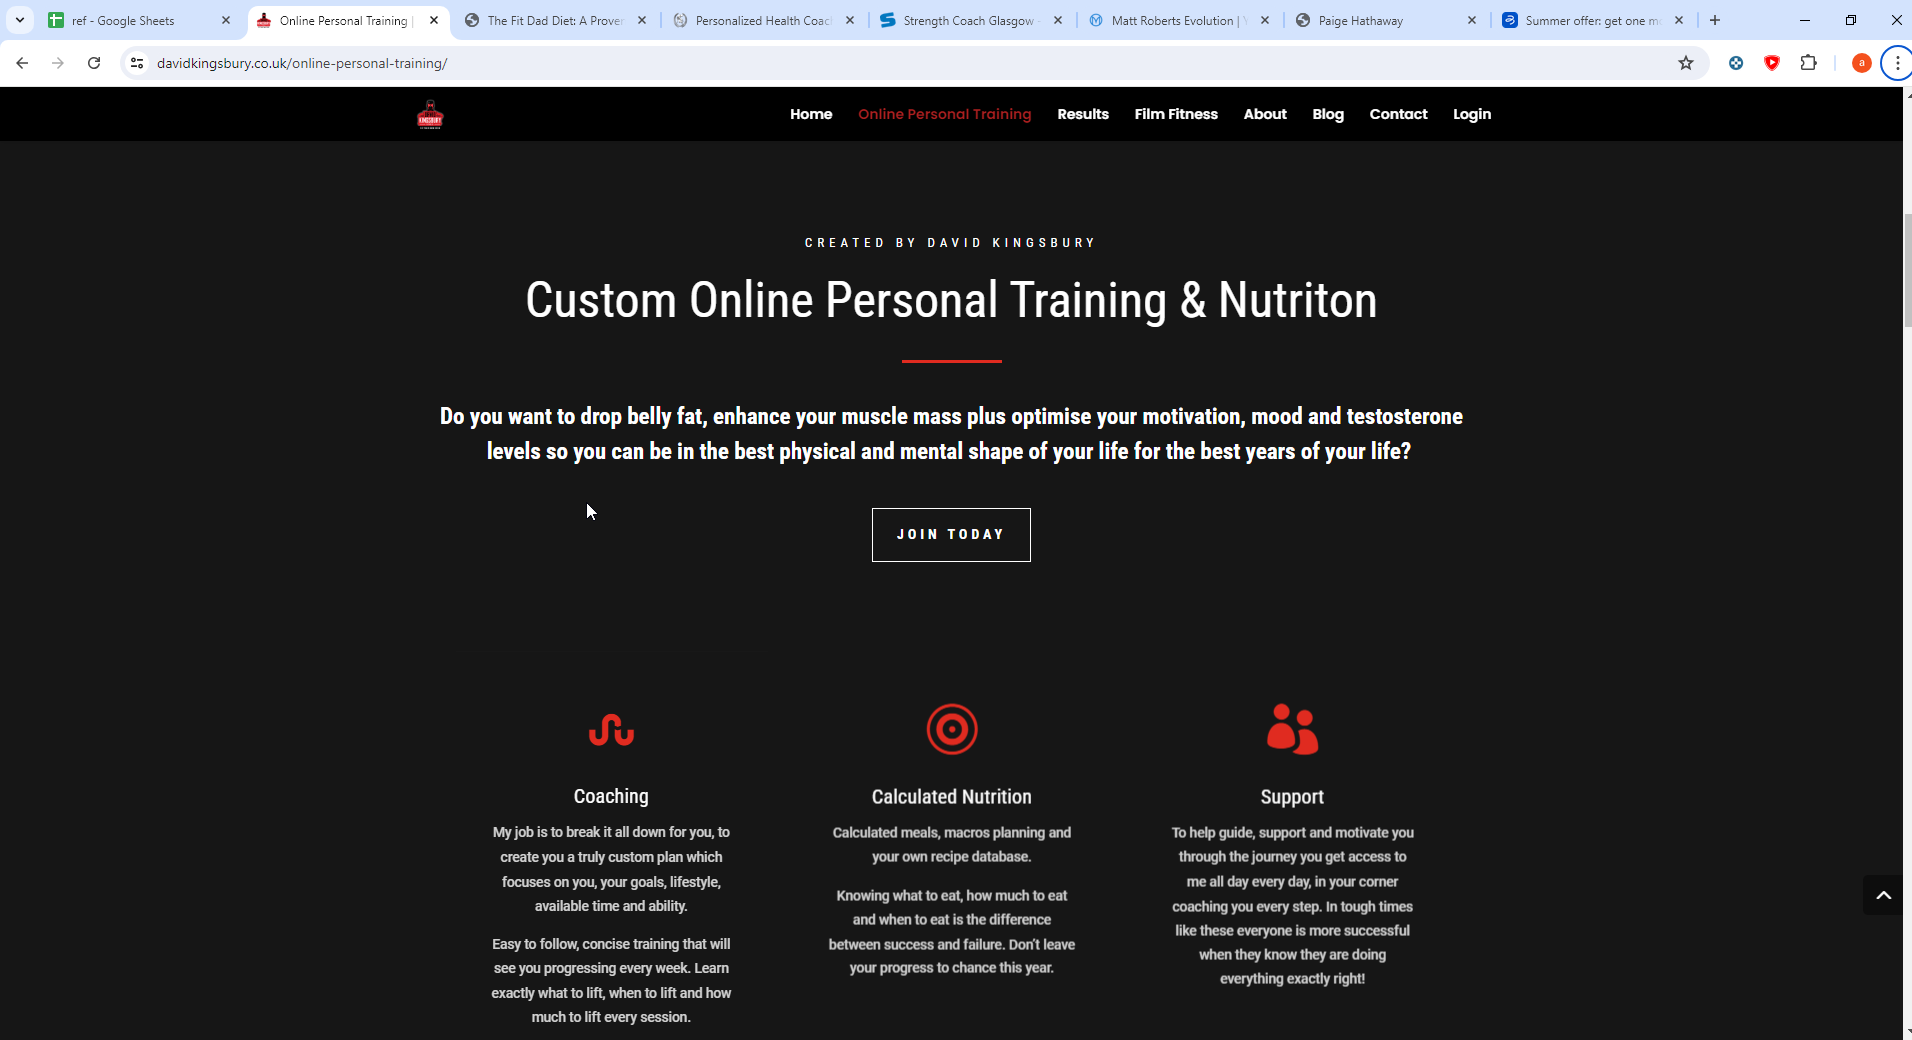 ref - Google Sheets
Online Personal Training |
The Fit Dad Diet: A Prover
Personalized Health Coac
Strength Coach Glasgow -
Matt Roberts Evolution |
Paige Hathaway
Summer offer: get one mo
davidkingsbury.co.uk/online-personal-training/
a
KINGSBURY
Home
Online Personal Training
Results
Film Fitness
About
Blog
Contact
Login
CREATED BY DAVID KINGSBURY
Custom Online Personal Training & Nutriton
Do you want to drop belly fat, enhance your muscle mass plus optimise your motivation, mood and testosterone
levels so you can be in the best physical and mental shape of your life for the best years of your life?
JOIN TODAY
Coaching
My job is to break it all down for you, to
create you a truly custom plan which
focuses on you, your goals, lifestyle,
available time and ability.
Easy to follow, concise training that will
see you progressing every week. Learn
exactly what to lift, when to lift and how
much to lift every session.
Calculated Nutrition
Calculated meals, macros planning and
your own recipe database.
Knowing what to eat, how much to eat
and when to eat is the difference
between success and failure. Don't leave
your progress to chance this year.
Support
To help guide, support and motivate you
through the journey you get access to
me all day every day, in your corner
coaching you every step. In tough times
like these everyone is more successful
when they know they are doing
everything exactly right!